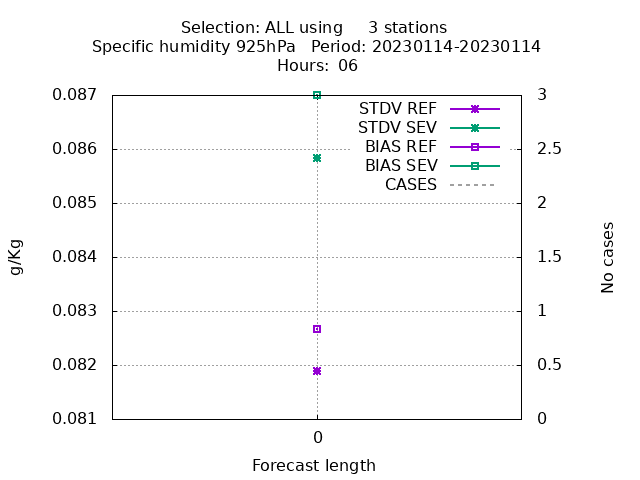 Selection: ALL using     3 stations
Specific humidity 925hPa   Period: 20230114-20230114
Hours: 06
0.087
0.086
0.085
0.084
0.083
0.082
0.081
g/Kg
STDV REF
STDV SEV
BIAS REF
BIAS SEV
CASES
3
2.5
2
1.5
1
0.5
0
No cases
0
Forecast length